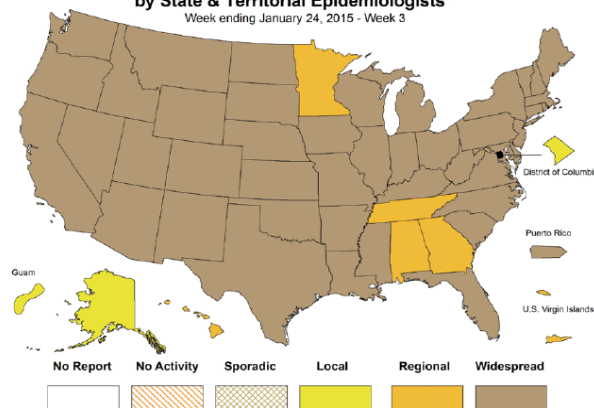 by State & Territorial Epidemiologists
Week ending January 24, 2015 - Week 3
District of Columbi
Puerto Rico
Guam
U.S. Virgin Islands
No Report
No Activity
Sporadic
Local
Regional
Widespread